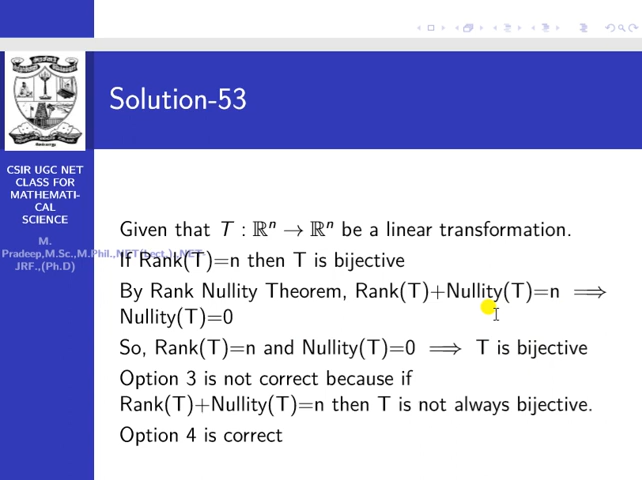 Solution-53
CSIR UGC NET
CLASS FOR
MATHEMATI-
CAL
SCIENCE
M.
Pradeep,M.Sc.,M.Phil.,NET(Lect.),NET-
JRF.,(Ph.D)
Given that T : ℝⁿ → ℝⁿ be a linear transformation.
If Rank(T)=n then T is bijective
By Rank Nullity Theorem, Rank(T)+Nullity(T)=n ⟹
Nullity(T)=0
So, Rank(T)=n and Nullity(T)=0 ⟹ T is bijective
Option 3 is not correct because if
Rank(T)+Nullity(T)=n then T is not always bijective.
Option 4 is correct